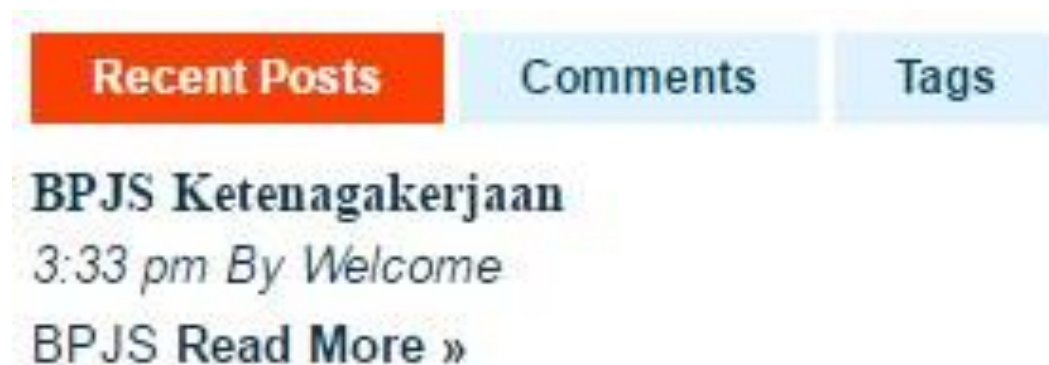 Recent Posts Comments Tags
BPJS Ketenagakerjaan
3:33 pm By Welcome
BPJS Read More »